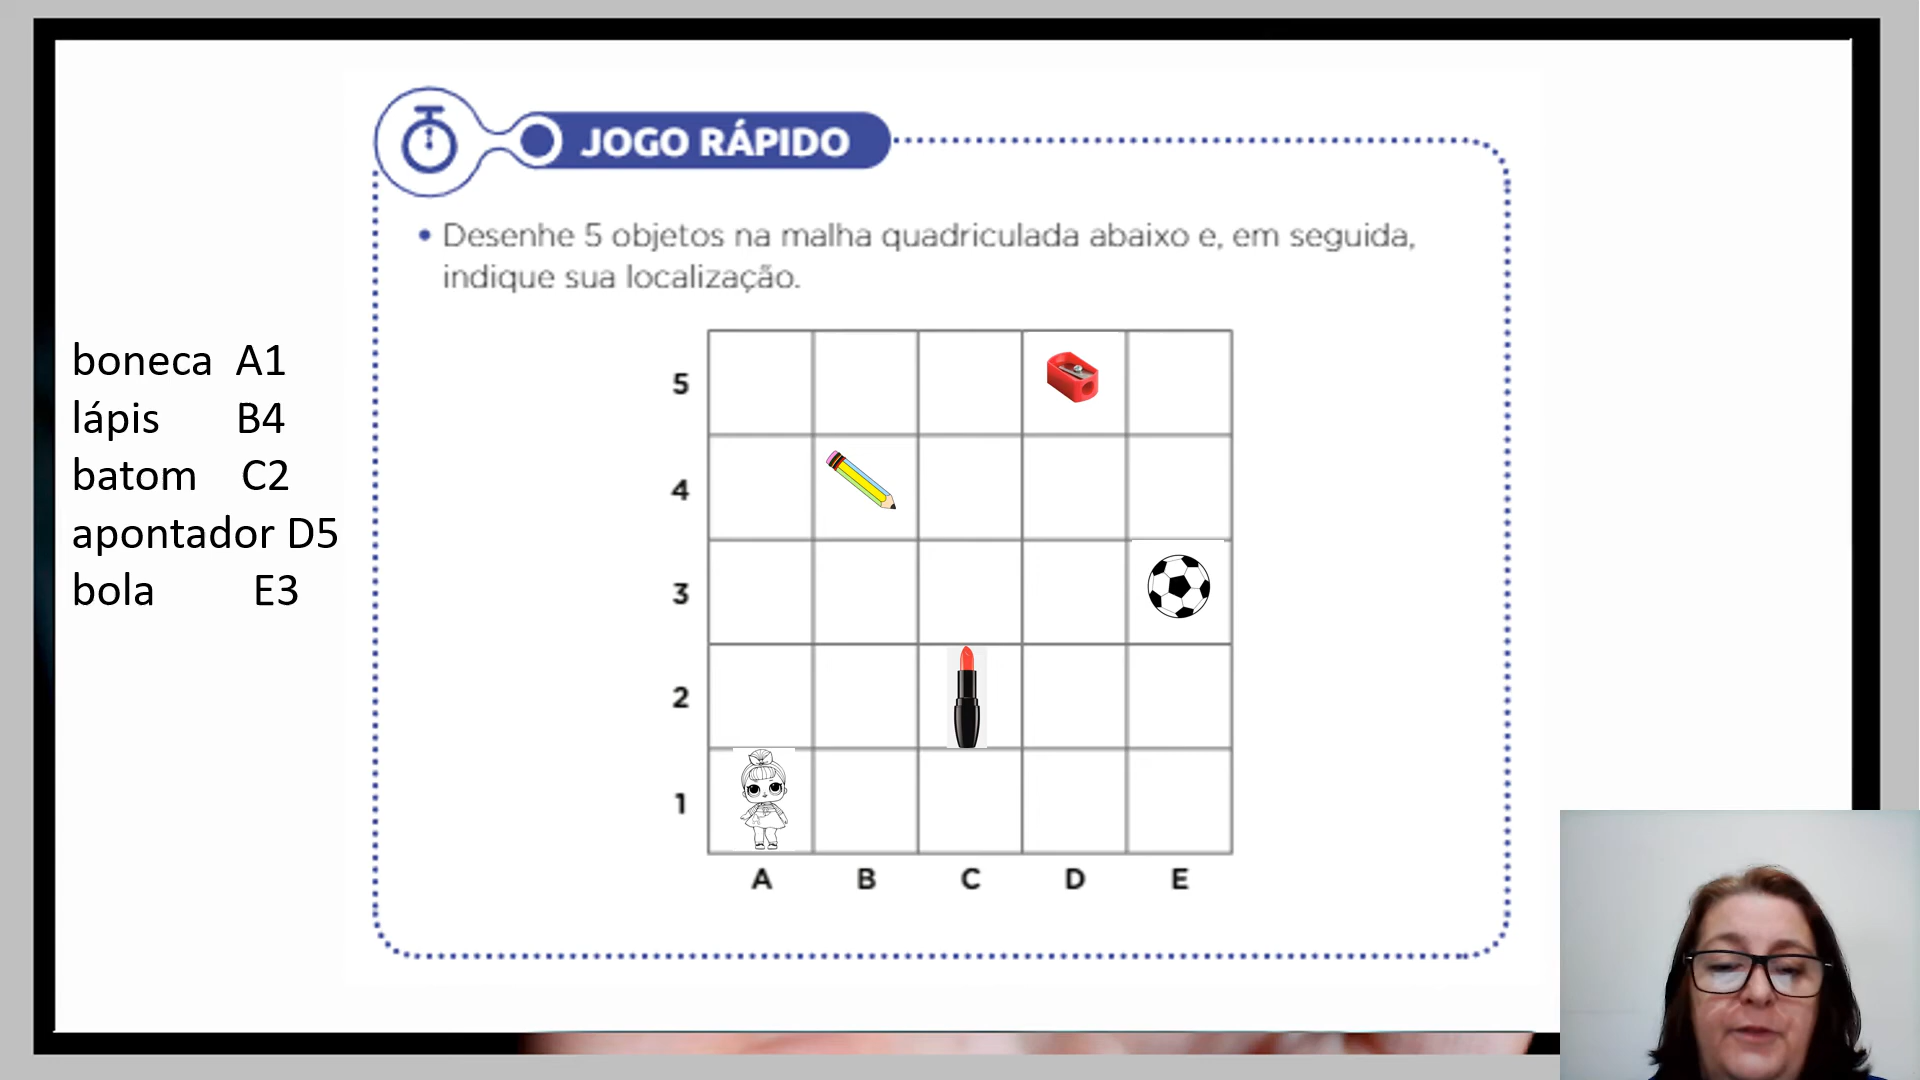 JOGO RÁPIDO
• Desenhe 5 objetos na malha quadriculada abaixo e, em seguida,
indique sua localização.
boneca A1
lápis B4
batom C2
apontador D5
bola E3
5
4
3
2
1
A B C D E